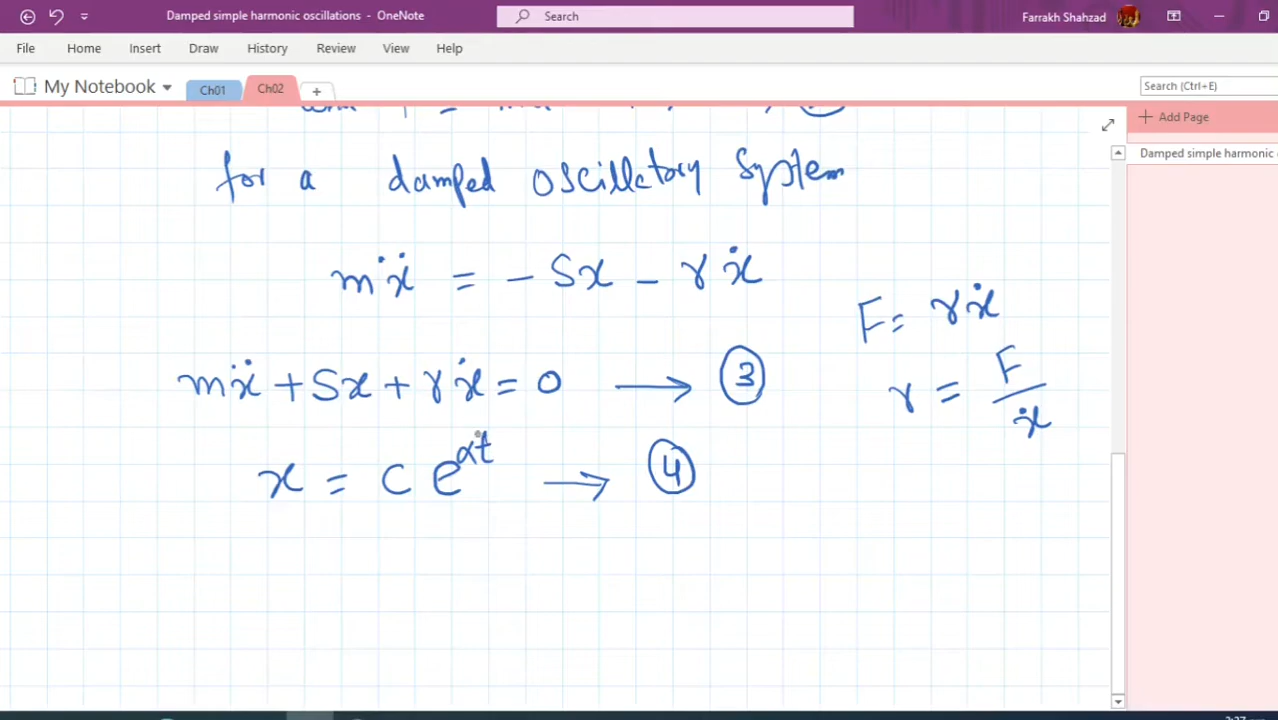 Damped simple harmonic oscillations - OneNote
Search
Farrakh Shahzad
File Home Insert Draw History Review View Help
My Notebook
Ch01
Ch02
Search (Ctrl+E)
Add Page
Damped simple harmonic
for a damped oscillatory system
mẍ = - Sx - rẋ
F = rẋ
mẍ + Sx + rẋ = 0 → ③
r = F/ẋ
x = C e^αt → ④